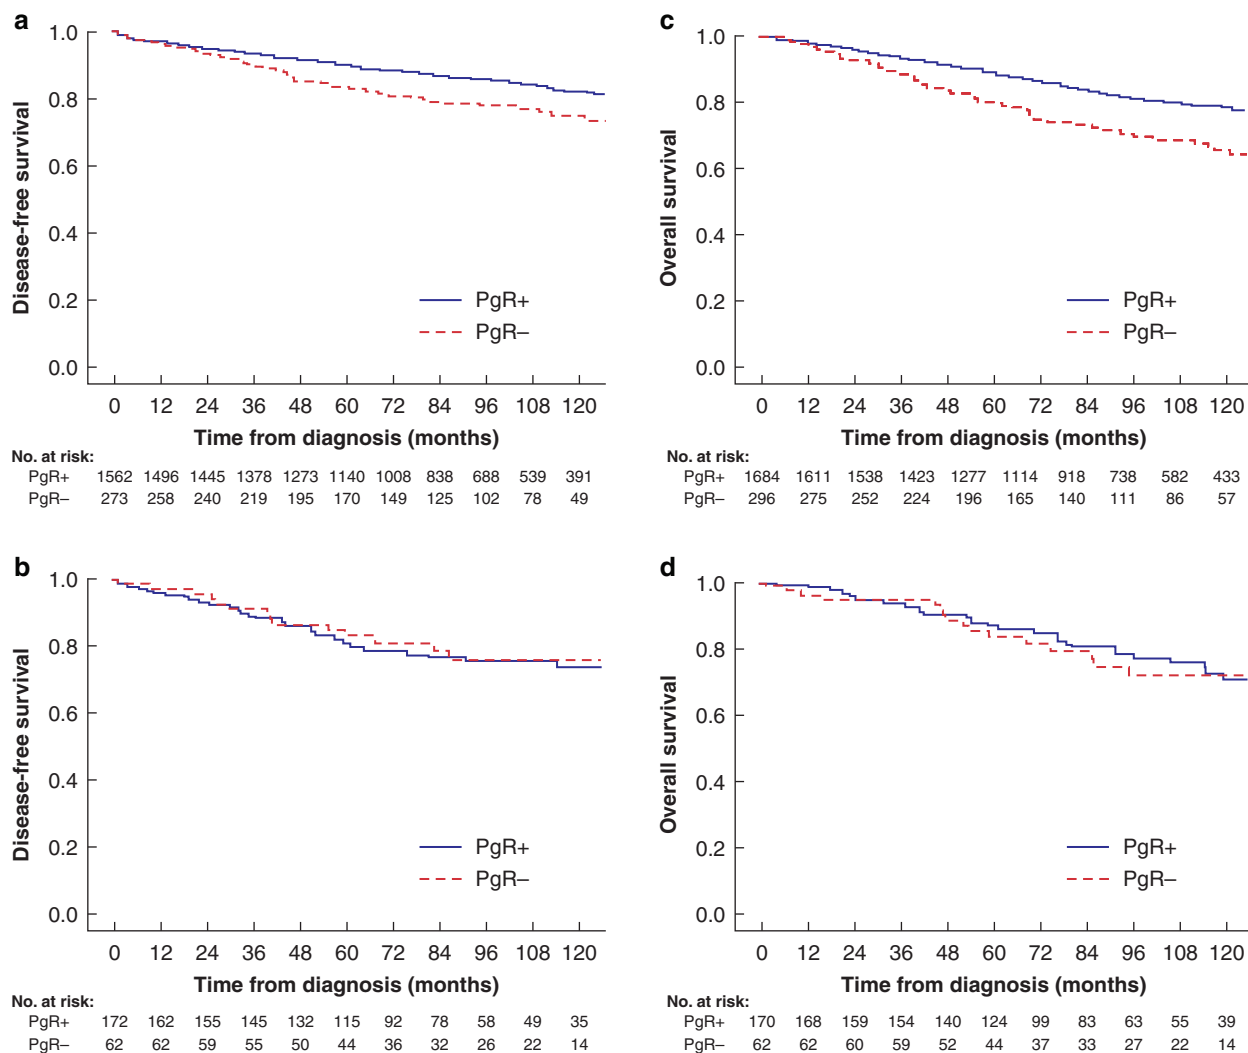 a
Disease-free survival
1.0
0.8
0.6
0.4
0.2
0.0
PgR+
PgR–
0 12 24 36 48 60 72 84 96 108 120
Time from diagnosis (months)
No. at risk:
PgR+ 1562 1496 1445 1378 1273 1140 1008 838 688 539 391
PgR– 273 258 240 219 195 170 149 125 102 78 49
c
Overall survival
1.0
0.8
0.6
0.4
0.2
0.0
PgR+
PgR–
0 12 24 36 48 60 72 84 96 108 120
Time from diagnosis (months)
No. at risk:
PgR+ 1684 1611 1538 1423 1277 1114 918 738 582 433
PgR– 296 275 252 224 196 165 140 111 86 57
b
Disease-free survival
1.0
0.8
0.6
0.4
0.2
0.0
PgR+
PgR–
0 12 24 36 48 60 72 84 96 108 120
Time from diagnosis (months)
No. at risk:
PgR+ 172 162 155 145 132 115 92 78 58 49 35
PgR– 62 62 59 55 50 44 36 32 26 22 14
d
Overall survival
1.0
0.8
0.6
0.4
0.2
0.0
PgR+
PgR–
0 12 24 36 48 60 72 84 96 108 120
Time from diagnosis (months)
No. at risk:
PgR+ 170 168 159 154 140 124 99 83 63 55 39
PgR– 62 62 60 59 52 44 37 33 27 22 14